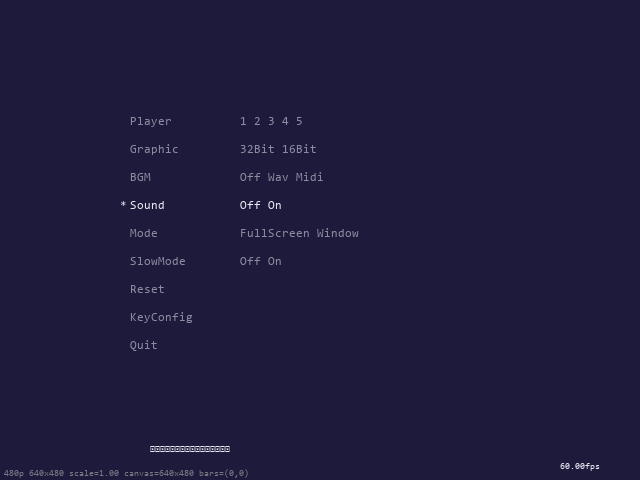 Player 1 2 3 4 5
Graphic 32Bit 16Bit
BGM Off Wav Midi
* Sound Off On
Mode FullScreen Window
SlowMode Off On
Reset
KeyConfig
Quit
60.00fps
480p 640x480 scale=1.00 canvas=640x480 bars=(0,0)